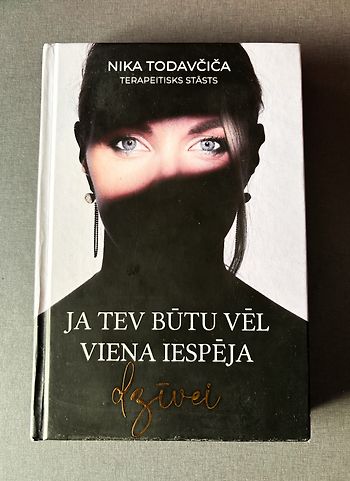 NIKA TODAVČIČA
TERAPEITISKS STĀSTS
JA TEV BŪTU VĒL
VIENA IESPĒJA
dzīvei